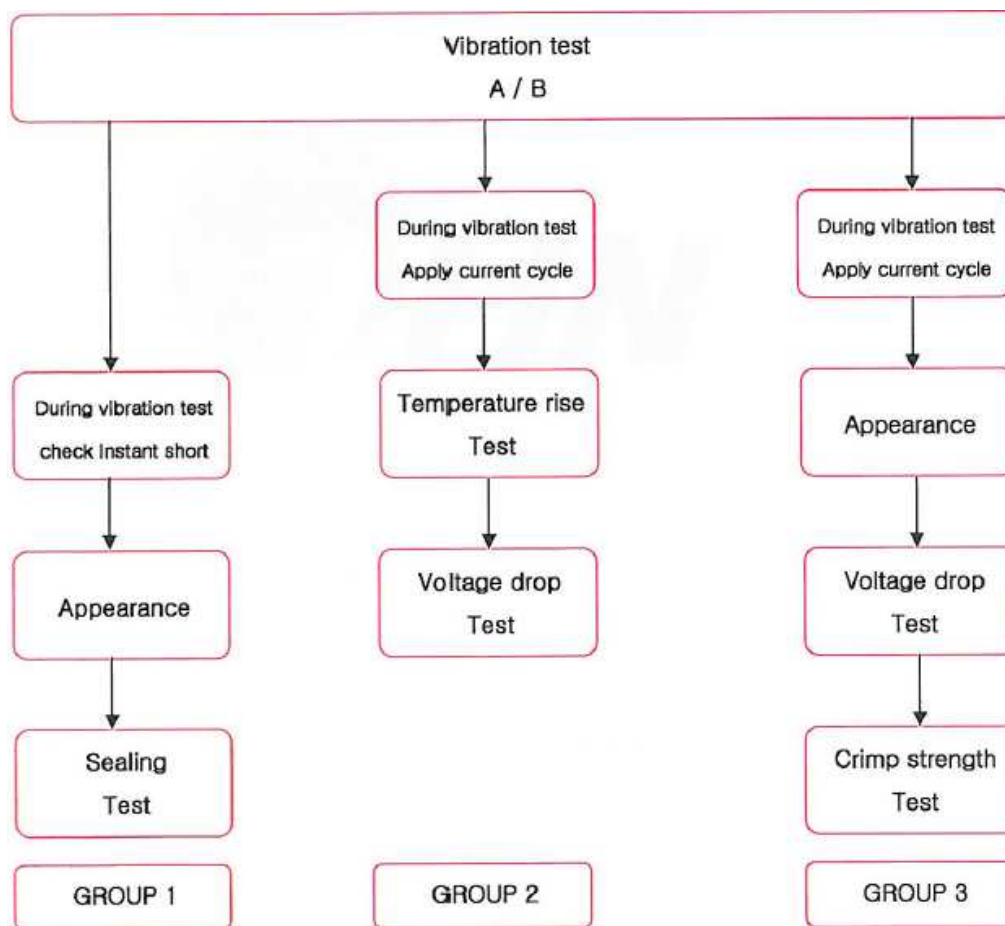 Vibration test
A / B
During vibration test
Apply current cycle
During vibration test
Apply current cycle
During vibration test
check instant short
Temperature rise
Test
Appearance
Appearance
Voltage drop
Test
Voltage drop
Test
Sealing
Test
Crimp strength
Test
GROUP 1
GROUP 2
GROUP 3